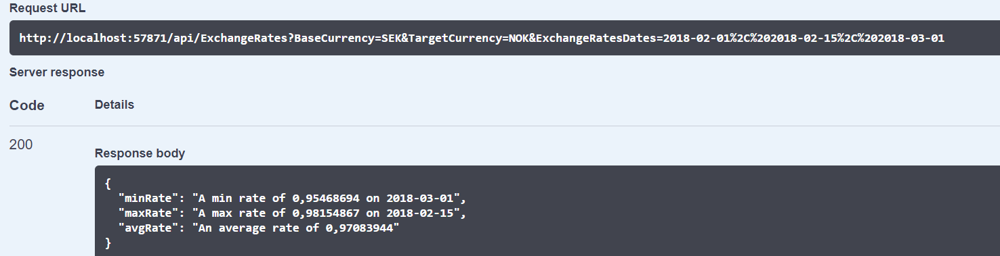 Request URL
http://localhost:57871/api/ExchangeRates?BaseCurrency=SEK&TargetCurrency=NOK&ExchangeRatesDates=2018-02-01%2C%202018-02-15%2C%202018-03-01
Server response
Code Details
200
Response body
{
"minRate": "A min rate of 0,95468694 on 2018-03-01",
"maxRate": "A max rate of 0,98154867 on 2018-02-15",
"avgRate": "An average rate of 0,97083944"
}